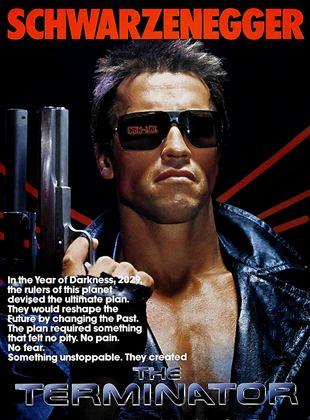 SCHWARZENEGGER
In the Year of Darkness, 2029,
the rulers of this planet
devised the ultimate plan.
They would reshape the
Future by changing the Past.
The plan required something
that felt no pity. No pain.
No fear.
Something unstoppable. They created
THE
TERMINATOR